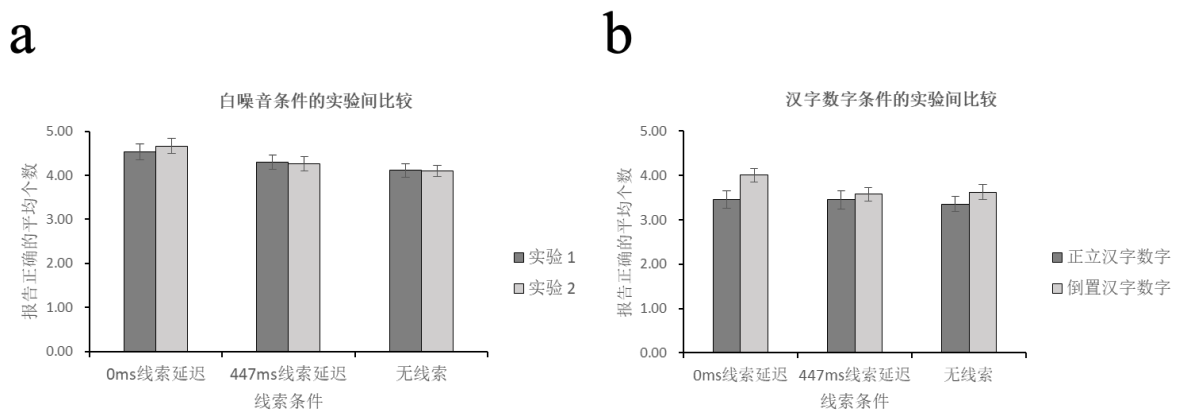 a
白噪音条件的实验间比较
报告正确的平均个数
5.00
4.00
3.00
2.00
1.00
0.00
0ms线索延迟
447ms线索延迟
无线索
线索条件
实验 1
实验 2
b
汉字数字条件的实验间比较
报告正确的平均个数
5.00
4.00
3.00
2.00
1.00
0.00
0ms线索延迟
447ms线索延迟
无线索
线索条件
正立汉字数字
倒置汉字数字